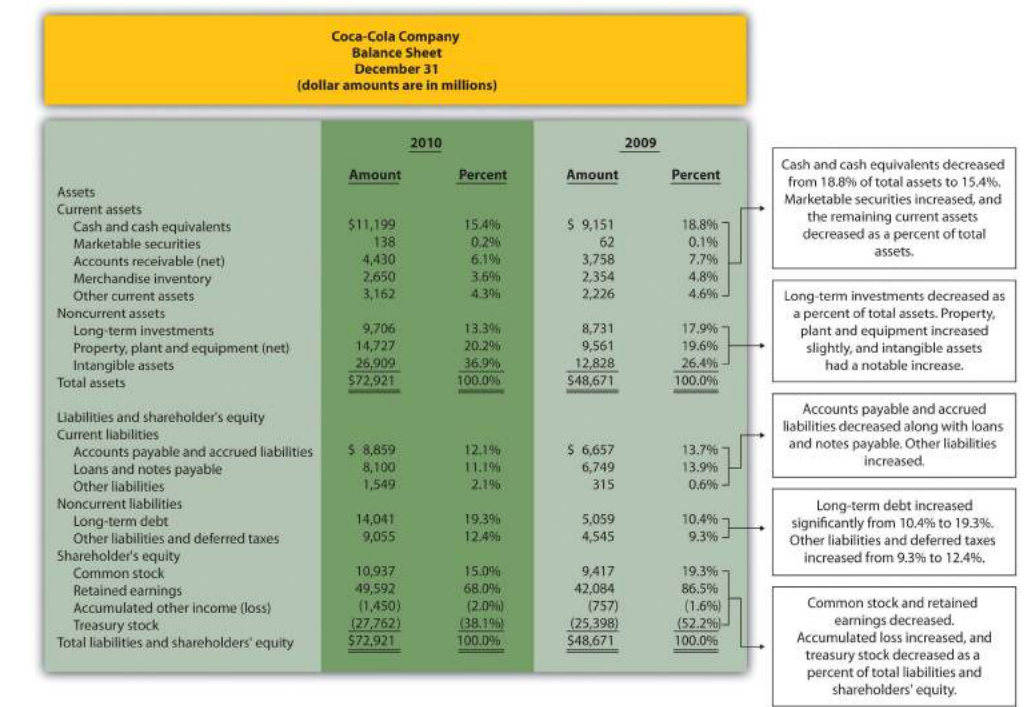 Coca-Cola Company
Balance Sheet
December 31
(dollar amounts are in millions)
2010 2009
Amount Percent Amount Percent
Assets
Current assets
Cash and cash equivalents $11,199 15.4% $ 9,151 18.8%
Marketable securities 138 0.2% 62 0.1%
Accounts receivable (net) 4,430 6.1% 3,758 7.7%
Merchandise inventory 2,650 3.6% 2,354 4.8%
Other current assets 3,162 4.3% 2,226 4.6%
Noncurrent assets
Long-term investments 9,706 13.3% 8,731 17.9%
Property, plant and equipment (net) 14,727 20.2% 9,561 19.6%
Intangible assets 26,909 36.9% 12,828 26.4%
Total assets $72,921 100.0% $48,671 100.0%
Liabilities and shareholder's equity
Current liabilities
Accounts payable and accrued liabilities $ 8,859 12.1% $ 6,657 13.7%
Loans and notes payable 8,100 11.1% 6,749 13.9%
Other liabilities 1,549 2.1% 315 0.6%
Noncurrent liabilities
Long-term debt 14,041 19.3% 5,059 10.4%
Other liabilities and deferred taxes 9,055 12.4% 4,545 9.3%
Shareholder's equity
Common stock 10,937 15.0% 9,417 19.3%
Retained earnings 49,592 68.0% 42,084 86.5%
Accumulated other income (loss) (1,450) (2.0%) (757) (1.6%)
Treasury stock (27,762) (38.1%) (25,398) (52.2%)
Total liabilities and shareholders' equity $72,921 100.0% $48,671 100.0%
Cash and cash equivalents decreased
from 18.8% of total assets to 15.4%.
Marketable securities increased, and
the remaining current assets
decreased as a percent of total
assets.
Long-term investments decreased as
a percent of total assets. Property,
plant and equipment increased
slightly, and intangible assets
had a notable increase.
Accounts payable and accrued
liabilities decreased along with loans
and notes payable. Other liabilities
increased.
Long-term debt increased
significantly from 10.4% to 19.3%.
Other liabilities and deferred taxes
increased from 9.3% to 12.4%.
Common stock and retained
earnings decreased.
Accumulated loss increased, and
treasury stock decreased as a
percent of total liabilities and
shareholders' equity.